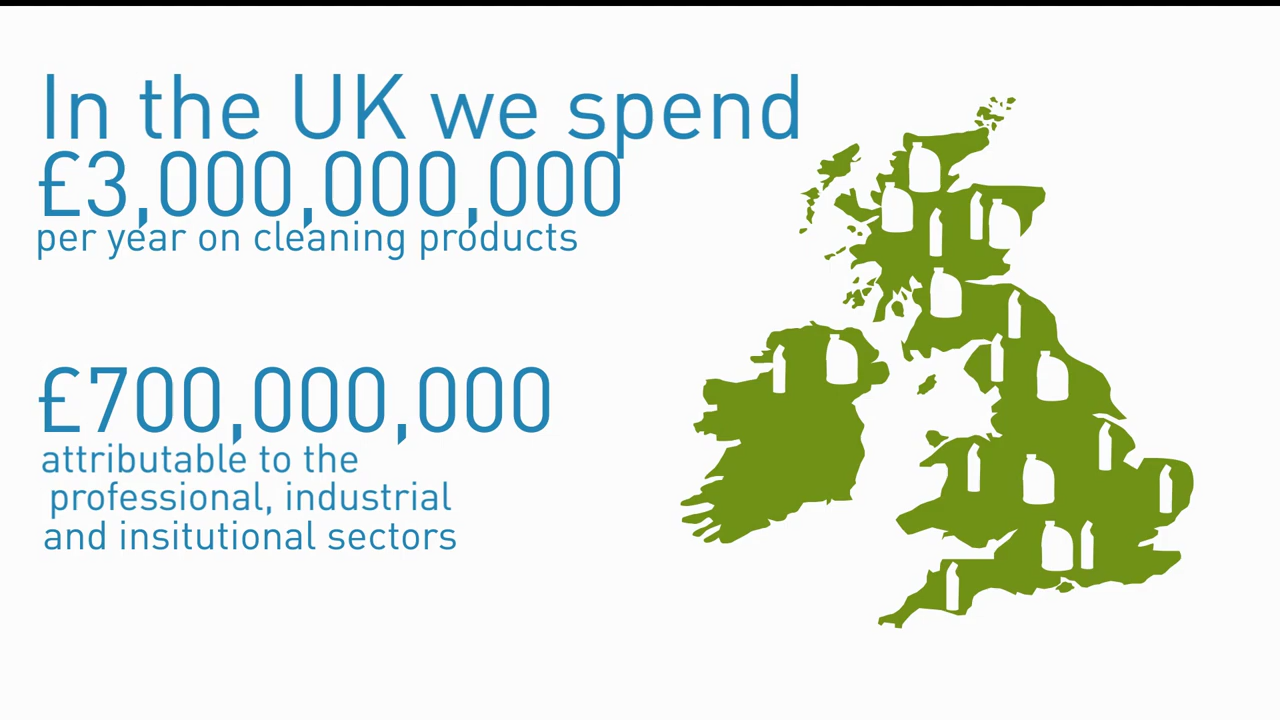 In the UK we spend
£3,000,000,000
per year on cleaning products
£700,000,000
attributable to the
professional, industrial
and insitutional sectors